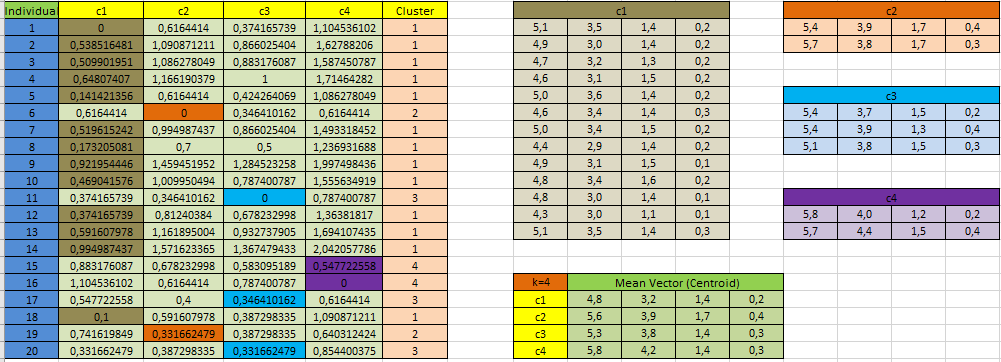 Individual c1 c2 c3 c4 Cluster
1 0 0,6164414 0,374165739 1,104536102 1
2 0,538516481 1,090871211 0,866025404 1,62788206 1
3 0,509901951 1,086278049 0,883176087 1,587450787 1
4 0,64807407 1,166190379 1 1,71464282 1
5 0,141421356 0,6164414 0,424264069 1,086278049 1
6 0,6164414 0 0,346410162 0,6164414 2
7 0,519615242 0,994987437 0,866025404 1,493318452 1
8 0,173205081 0,7 0,5 1,236931688 1
9 0,921954446 1,459451952 1,284523258 1,997498436 1
10 0,469041576 1,009950494 0,787400787 1,555634919 1
11 0,374165739 0,346410162 0 0,787400787 3
12 0,374165739 0,81240384 0,678232998 1,36381817 1
13 0,591607978 1,161895004 0,932737905 1,694107435 1
14 0,994987437 1,571623365 1,367479433 2,042057786 1
15 0,883176087 0,678232998 0,583095189 0,547722558 4
16 1,104536102 0,6164414 0,787400787 0 4
17 0,547722558 0,4 0,346410162 0,6164414 3
18 0,1 0,591607978 0,387298335 1,090871211 1
19 0,741619849 0,331662479 0,387298335 0,640312424 2
20 0,331662479 0,387298335 0,331662479 0,854400375 3
c1
5,1 3,5 1,4 0,2
4,9 3,0 1,4 0,2
4,7 3,2 1,3 0,2
4,6 3,1 1,5 0,2
5,0 3,6 1,4 0,2
4,6 3,4 1,4 0,3
5,0 3,4 1,5 0,2
4,4 2,9 1,4 0,2
4,9 3,1 1,5 0,1
4,8 3,4 1,6 0,2
4,8 3,0 1,4 0,1
4,3 3,0 1,1 0,1
5,1 3,5 1,4 0,3
c2
5,4 3,9 1,7 0,4
5,7 3,8 1,7 0,3
c3
5,4 3,7 1,5 0,2
5,4 3,9 1,3 0,4
5,1 3,8 1,5 0,3
c4
5,8 4,0 1,2 0,2
5,7 4,4 1,5 0,4
k=4 Mean Vector (Centroid)
c1 4,8 3,2 1,4 0,2
c2 5,6 3,9 1,7 0,4
c3 5,3 3,8 1,4 0,3
c4 5,8 4,2 1,4 0,3